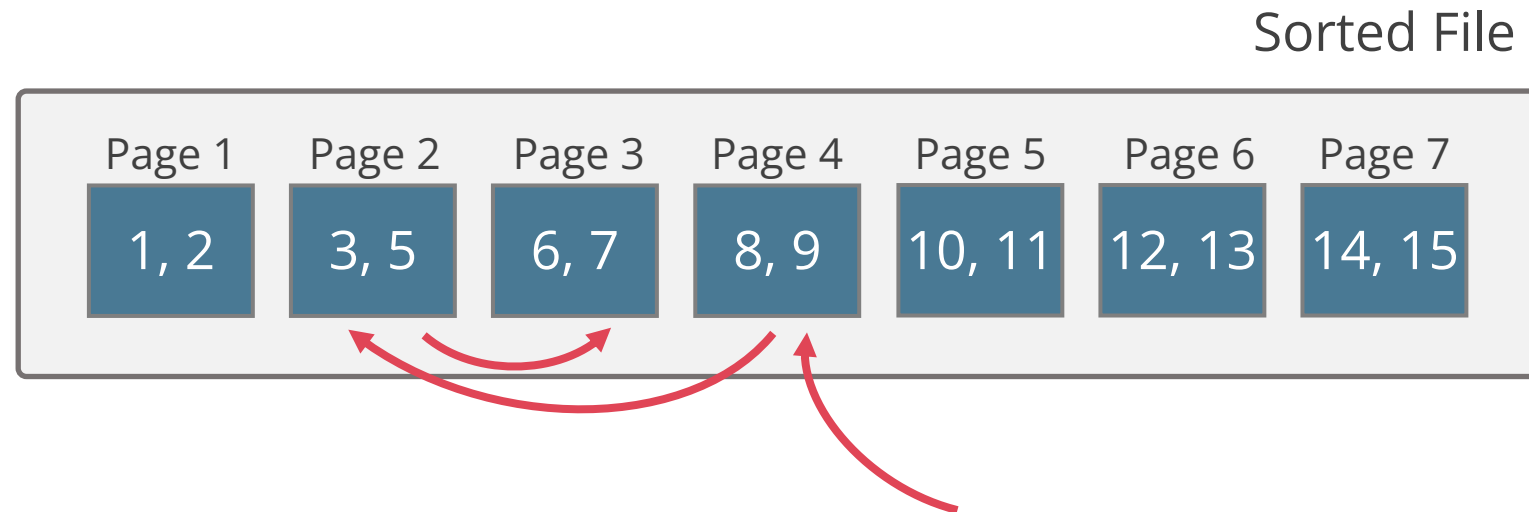 Sorted File
Page 1 Page 2 Page 3 Page 4 Page 5 Page 6 Page 7
1, 2 3, 5 6, 7 8, 9 10, 11 12, 13 14, 15